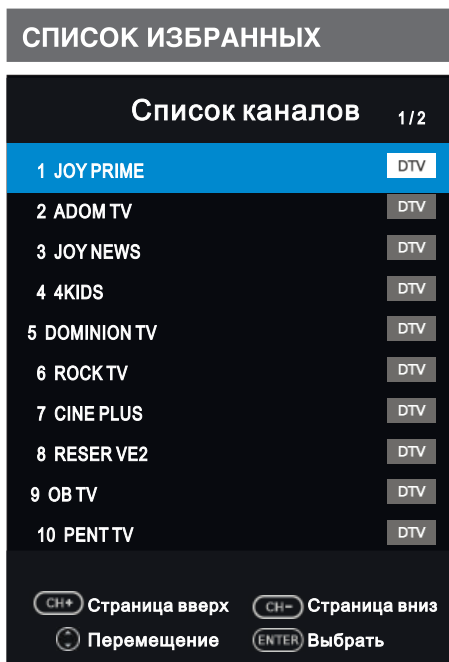 СПИСОК ИЗБРАННЫХ
Список каналов 1/2
1 JOY PRIME DTV
2 ADOM TV DTV
3 JOY NEWS DTV
4 4KIDS DTV
5 DOMINION TV DTV
6 ROCK TV DTV
7 CINE PLUS DTV
8 RESER VE2 DTV
9 OB TV DTV
10 PENT TV DTV
CH+ Страница вверх CH- Страница вниз
Перемещение ENTER Выбрать